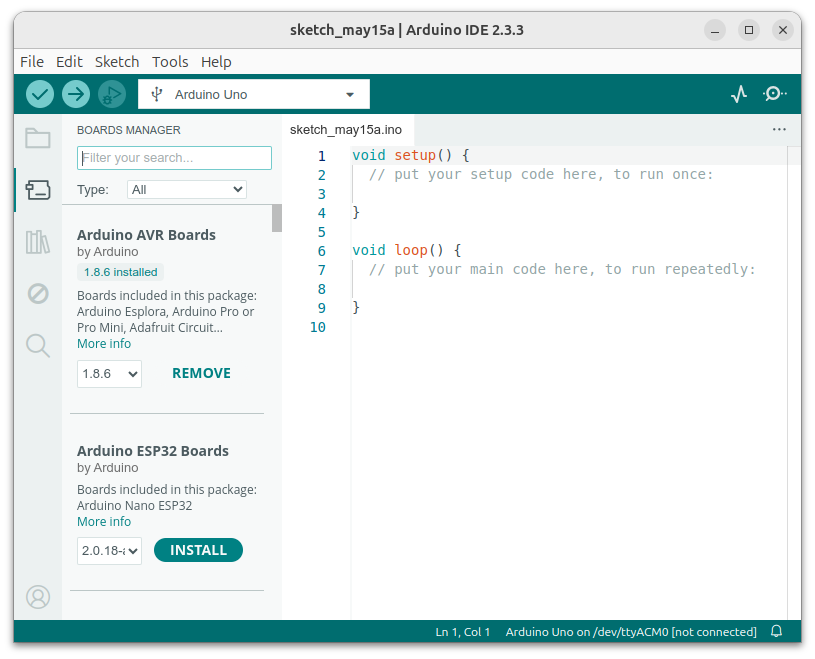 sketch_may15a | Arduino IDE 2.3.3
File Edit Sketch Tools Help
Arduino Uno
BOARDS MANAGER
Filter your search...
Type: All
Arduino AVR Boards
by Arduino
1.8.6 installed
Boards included in this package:
Arduino Esplora, Arduino Pro or
Pro Mini, Adafruit Circuit...
More info
1.8.6 REMOVE
Arduino ESP32 Boards
by Arduino
Boards included in this package:
Arduino Nano ESP32
More info
2.0.18-a INSTALL
sketch_may15a.ino
1 void setup() {
2 // put your setup code here, to run once:
3
4 }
5
6 void loop() {
7 // put your main code here, to run repeatedly:
8
9 }
10
Ln 1, Col 1 Arduino Uno on /dev/ttyACM0 [not connected]